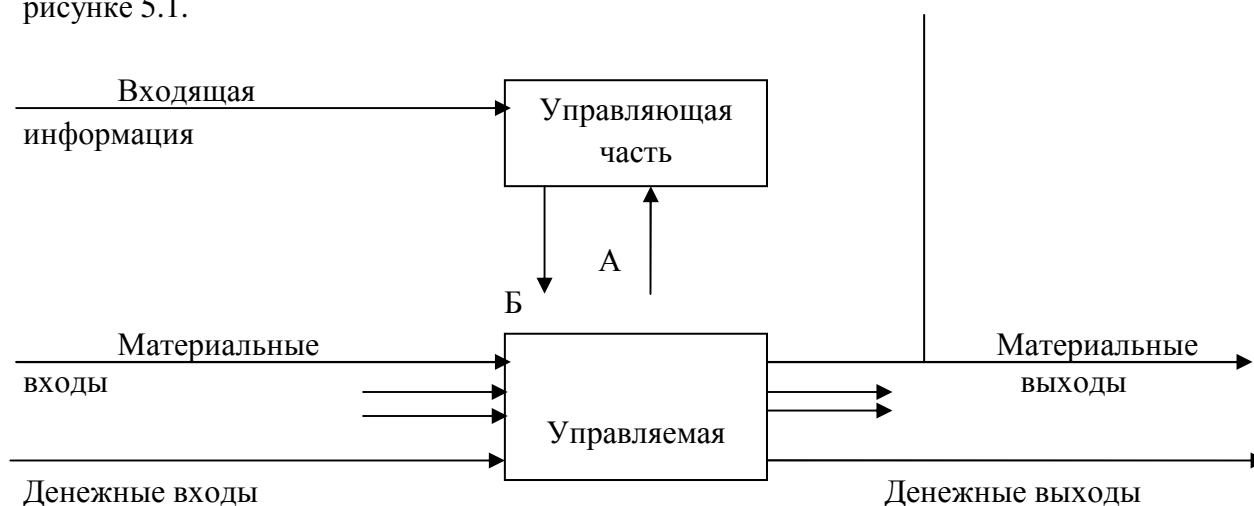 рисунке 5.1.
Входящая
информация
Управляющая
часть
А
Б
Материальные
входы
Материальные
выходы
Управляемая
Денежные входы
Денежные выходы